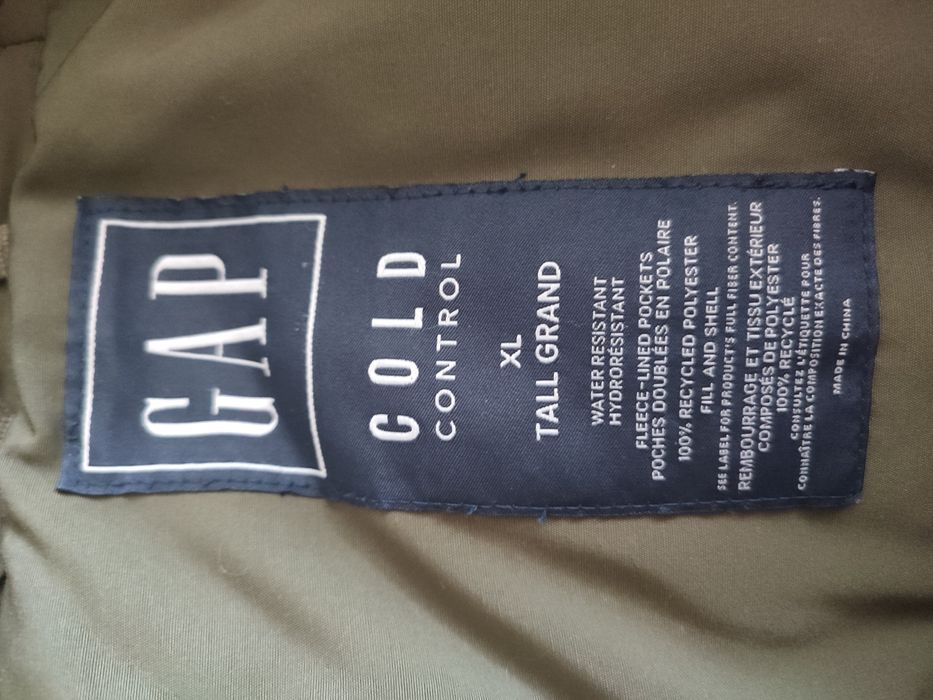 GAP
COLD
CONTROL
XL
TALL GRAND
WATER RESISTANT
HYDRORÉSISTANT
FLEECE-LINED POCKETS
POCHES DOUBLÉES EN POLAIRE
100% RECYCLED POLYESTER
FILL AND SHELL
SEE LABEL FOR PRODUCT'S FULL FIBER CONTENT.
REMBOURRAGE ET TISSU EXTÉRIEUR
COMPOSÉS DE POLYESTER
100% RECYCLÉ
CONSULTEZ L'ÉTIQUETTE POUR
CONNAÎTRE LA COMPOSITION EXACTE DES FIBRES.
MADE IN CHINA